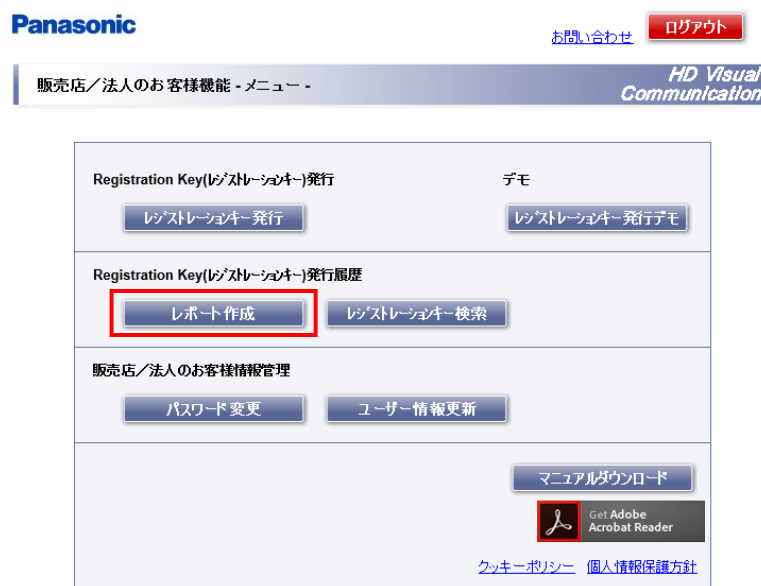 Panasonic
お問い合わせ ログアウト
販売店/法人のお客様機能 - メニュー -
HD Visual
Communication
Registration Key(レジストレーションキー)発行 デモ
レジストレーションキー発行 レジストレーションキー発行デモ
Registration Key(レジストレーションキー)発行履歴
レポート作成 レジストレーションキー検索
販売店/法人のお客様情報管理
パスワード変更 ユーザー情報更新
マニュアルダウンロード
Get Adobe
Acrobat Reader
クッキーポリシー 個人情報保護方針